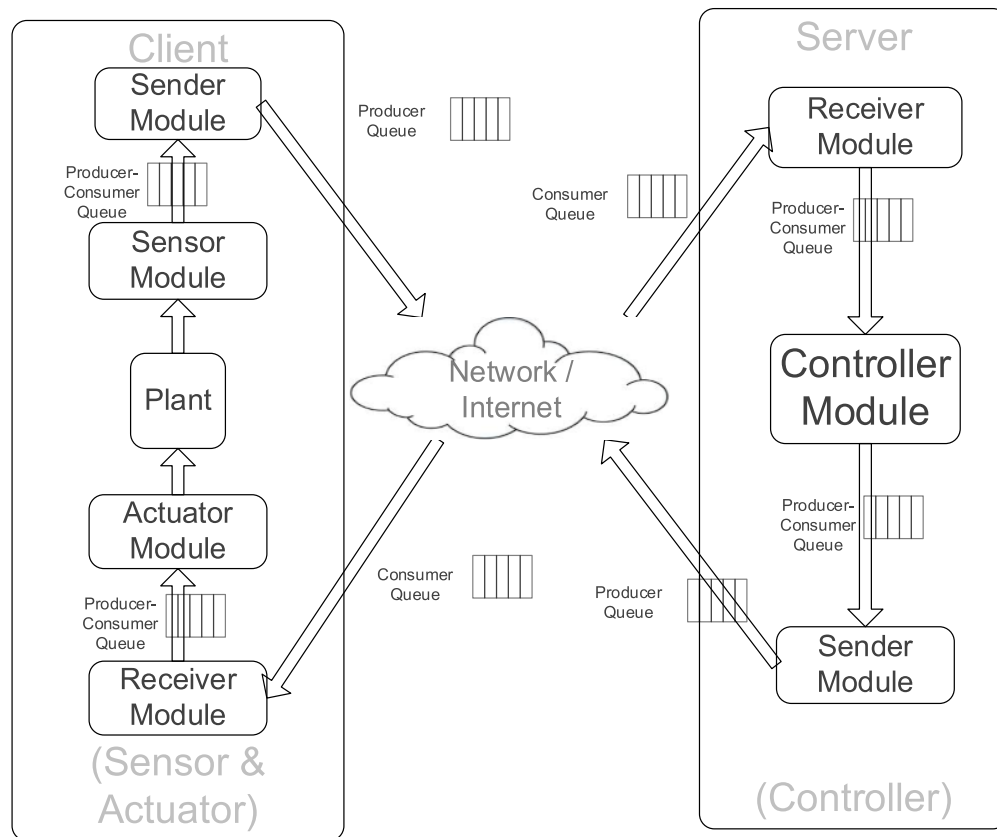 Client
Sender
Module
Producer-
Consumer
Queue
Sensor
Module
Plant
Actuator
Module
Producer-
Consumer
Queue
Receiver
Module
(Sensor &
Actuator)
Producer
Queue
Consumer
Queue
Network /
Internet
Consumer
Queue
Producer
Queue
Server
Receiver
Module
Producer-
Consumer
Queue
Controller
Module
Producer-
Consumer
Queue
Sender
Module
(Controller)